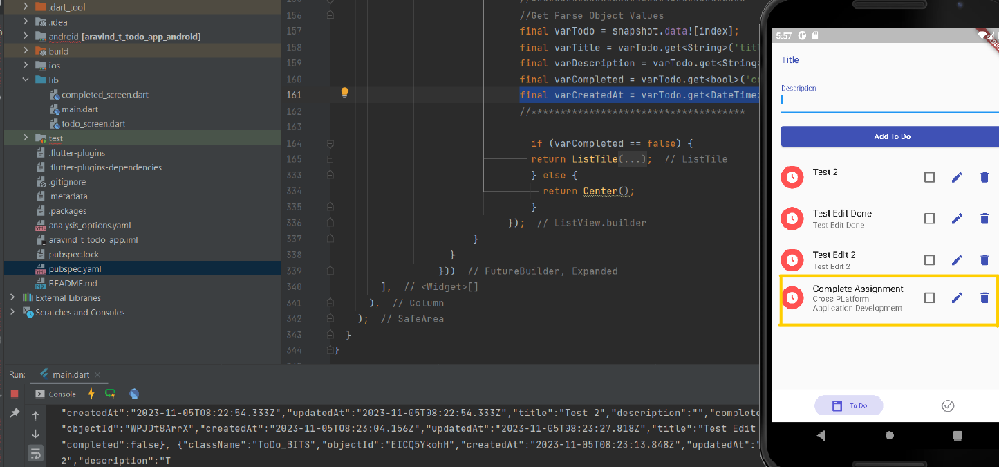 .dart_tool
.idea
android [aravind_t_todo_app_android]
build
ios
lib
completed_screen.dart
main.dart
todo_screen.dart
test
.flutter-plugins
.flutter-plugins-dependencies
.gitignore
.metadata
.packages
analysis_options.yaml
aravind_t_todo_app.iml
pubspec.lock
pubspec.yaml
README.md
External Libraries
Scratches and Consoles
156 //Get Parse Object Values
157 final varTodo = snapshot.data![index];
158 final varTitle = varTodo.get<String>('titl
159 final varDescription = varTodo.get<String>
160 final varCompleted = varTodo.get<bool>('co
161 final varCreatedAt = varTodo.get<DateTime>
162 //*************************************
163
164 if (varCompleted == false) {
165 return ListTile(...); // ListTile
333 } else {
334 return Center();
335 }
336 }); // ListView.builder
337 }
338 }
339 })) // FutureBuilder, Expanded
340 ], // <Widget>[]
341 ), // Column
342 ); // SafeArea
343 }
344 }
Run: main.dart
Console
"createdAt":"2023-11-05T08:22:54.333Z","updatedAt":"2023-11-05T08:22:54.333Z","title":"Test 2","description":"","complete
"objectId":"WPJDt8ArrX","createdAt":"2023-11-05T08:23:04.156Z","updatedAt":"2023-11-05T08:23:27.818Z","title":"Test Edit
"completed":false}, {"className":"ToDo_BITS","objectId":"EICQ5YkohH","createdAt":"2023-11-05T08:23:13.848Z","updatedAt":"
2","description":"T
5:57
Title
Description
Add To Do
Test 2
Test Edit Done
Test Edit Done
Test Edit 2
Test Edit 2
Complete Assignment
Cross PLatform
Application Development
To Do